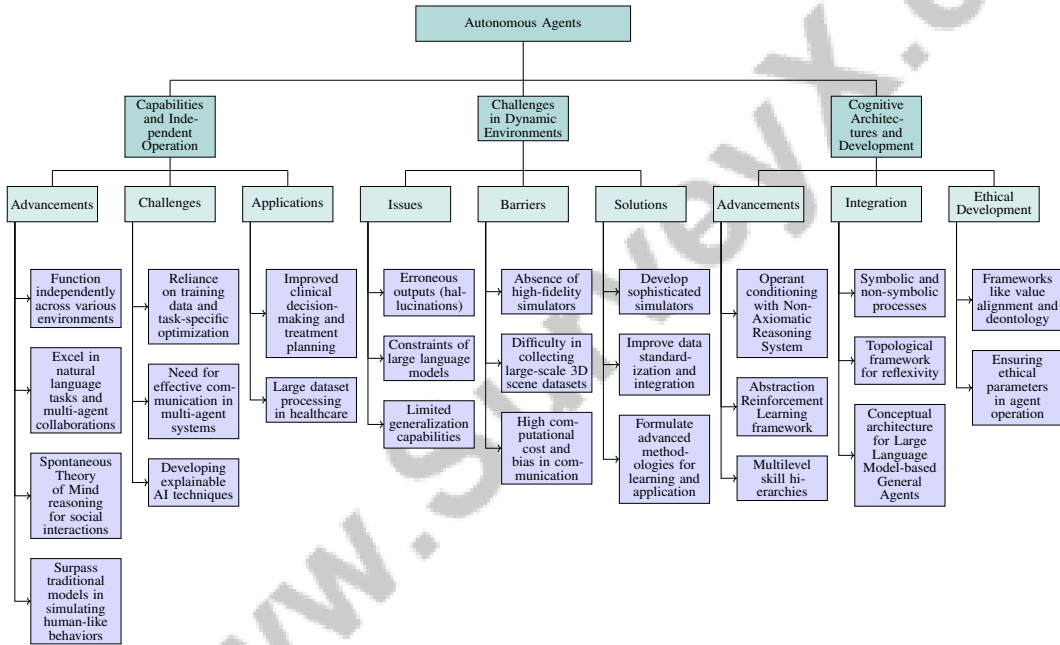 Autonomous Agents
Capabilities
and Inde-
pendent
Operation
Challenges
in Dynamic
Environments
Cognitive
Architec-
tures and
Development
Advancements
Challenges
Applications
Issues
Barriers
Solutions
Advancements
Integration
Ethical
Development
Function
independently
across various
environments
Excel in
natural
language
tasks and
multi-agent
collaborations
Spontaneous
Theory
of Mind
reasoning
for social
interactions
Surpass
traditional
models in
simulating
human-like
behaviors
Reliance
on training
data and
task-specific
optimization
Need for
effective com-
munication in
multi-agent
systems
Developing
explainable
AI techniques
Improved
clinical
decision-
making and
treatment
planning
Large dataset
processing
in healthcare
Erroneous
outputs (hal-
lucinations)
Constraints of
large language
models
Limited
generalization
capabilities
Absence of
high-fidelity
simulators
Difficulty in
collecting
large-scale 3D
scene datasets
High com-
putational
cost and
bias in com-
munication
Develop
sophisticated
simulators
Improve data
standard-
ization and
integration
Formulate
advanced
method-
ologies for
learning and
application
Operant
conditioning
with Non-
Axiomatic
Reasoning
System
Abstraction
Reinforcement
Learning
framework
Multilevel
skill hi-
erarchies
Symbolic and
non-symbolic
processes
Topological
framework
for reflexivity
Conceptual
architecture
for Large
Language
Model-based
General
Agents
Frameworks
like value
alignment and
deontology
Ensuring
ethical
parameters
in agent
operation
www.surveyx.c